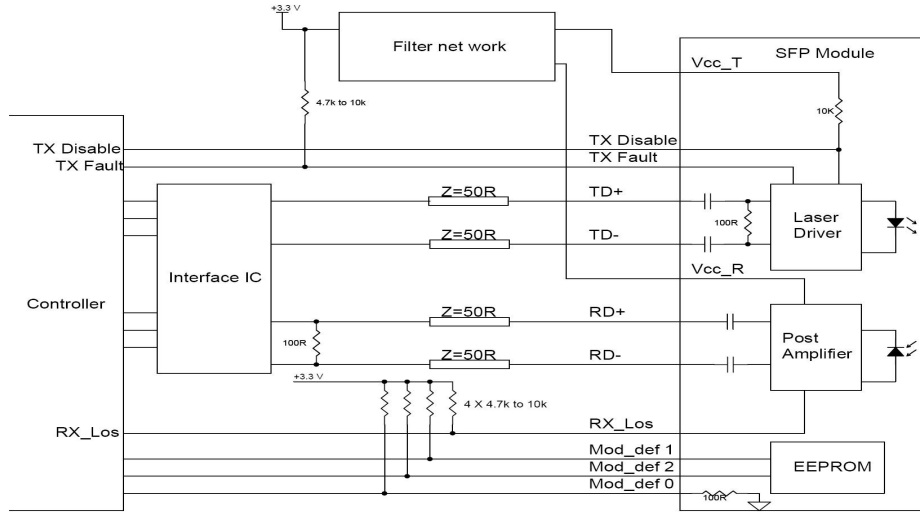 +3.3 V
Filter net work
SFP Module
Vcc_T
4.7k to 10k
10K
TX Disable
TX Disable
TX Fault
TX Fault
Z=50R
TD+
100R
Laser
Driver
Z=50R
TD-
Interface IC
Vcc_R
Controller
Z=50R
RD+
100R
Post
Amplifier
Z=50R
RD-
+3.3 V
4 X 4.7k to 10k
RX_Los
RX_Los
Mod_def 1
Mod_def 2
EEPROM
Mod_def 0
100R